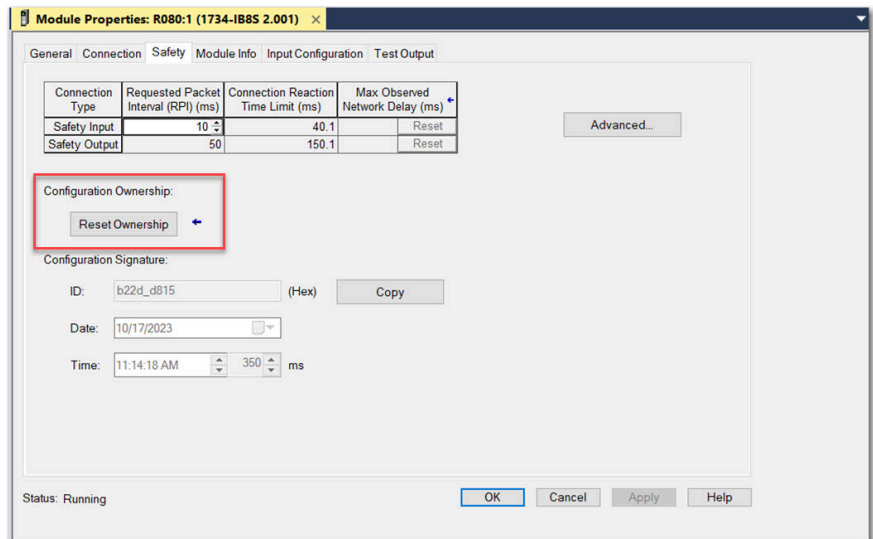 Module Properties: R080:1 (1734-IB8S 2.001) ×
General Connection Safety Module Info Input Configuration Test Output
Connection Type Requested Packet Interval (RPI) (ms) Connection Reaction Time Limit (ms) Max Observed Network Delay (ms)
Safety Input 10 40.1 Reset
Safety Output 50 150.1 Reset
Advanced...
Configuration Ownership:
Reset Ownership
Configuration Signature:
ID: b22d_d815 (Hex) Copy
Date: 10/17/2023
Time: 11:14:18 AM 350 ms
Status: Running OK Cancel Apply Help